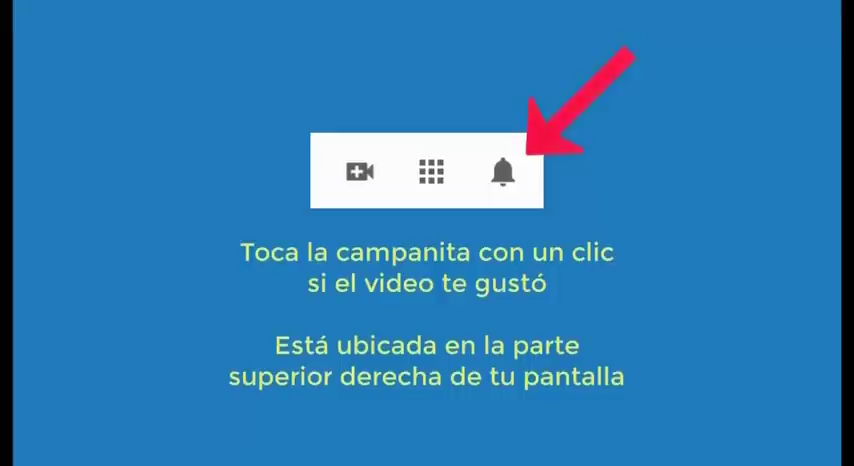 Toca la campanita con un clic
si el video te gustó
Está ubicada en la parte
superior derecha de tu pantalla